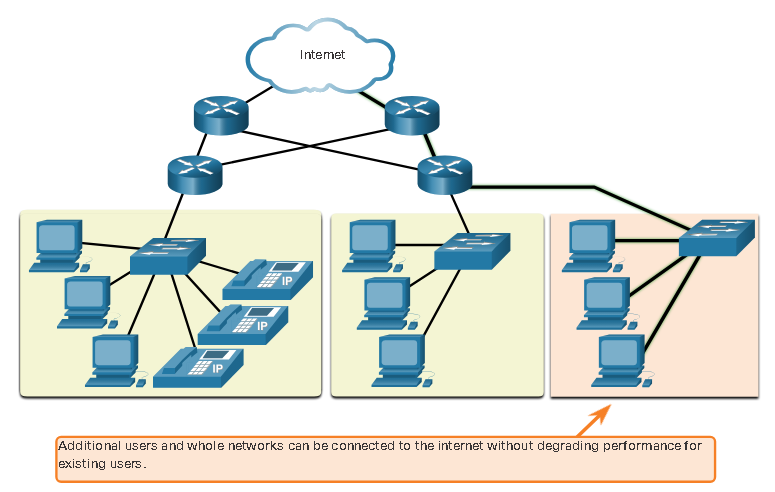 Internet
IP
IP
IP
Additional users and whole networks can be connected to the internet without degrading performance for
existing users.